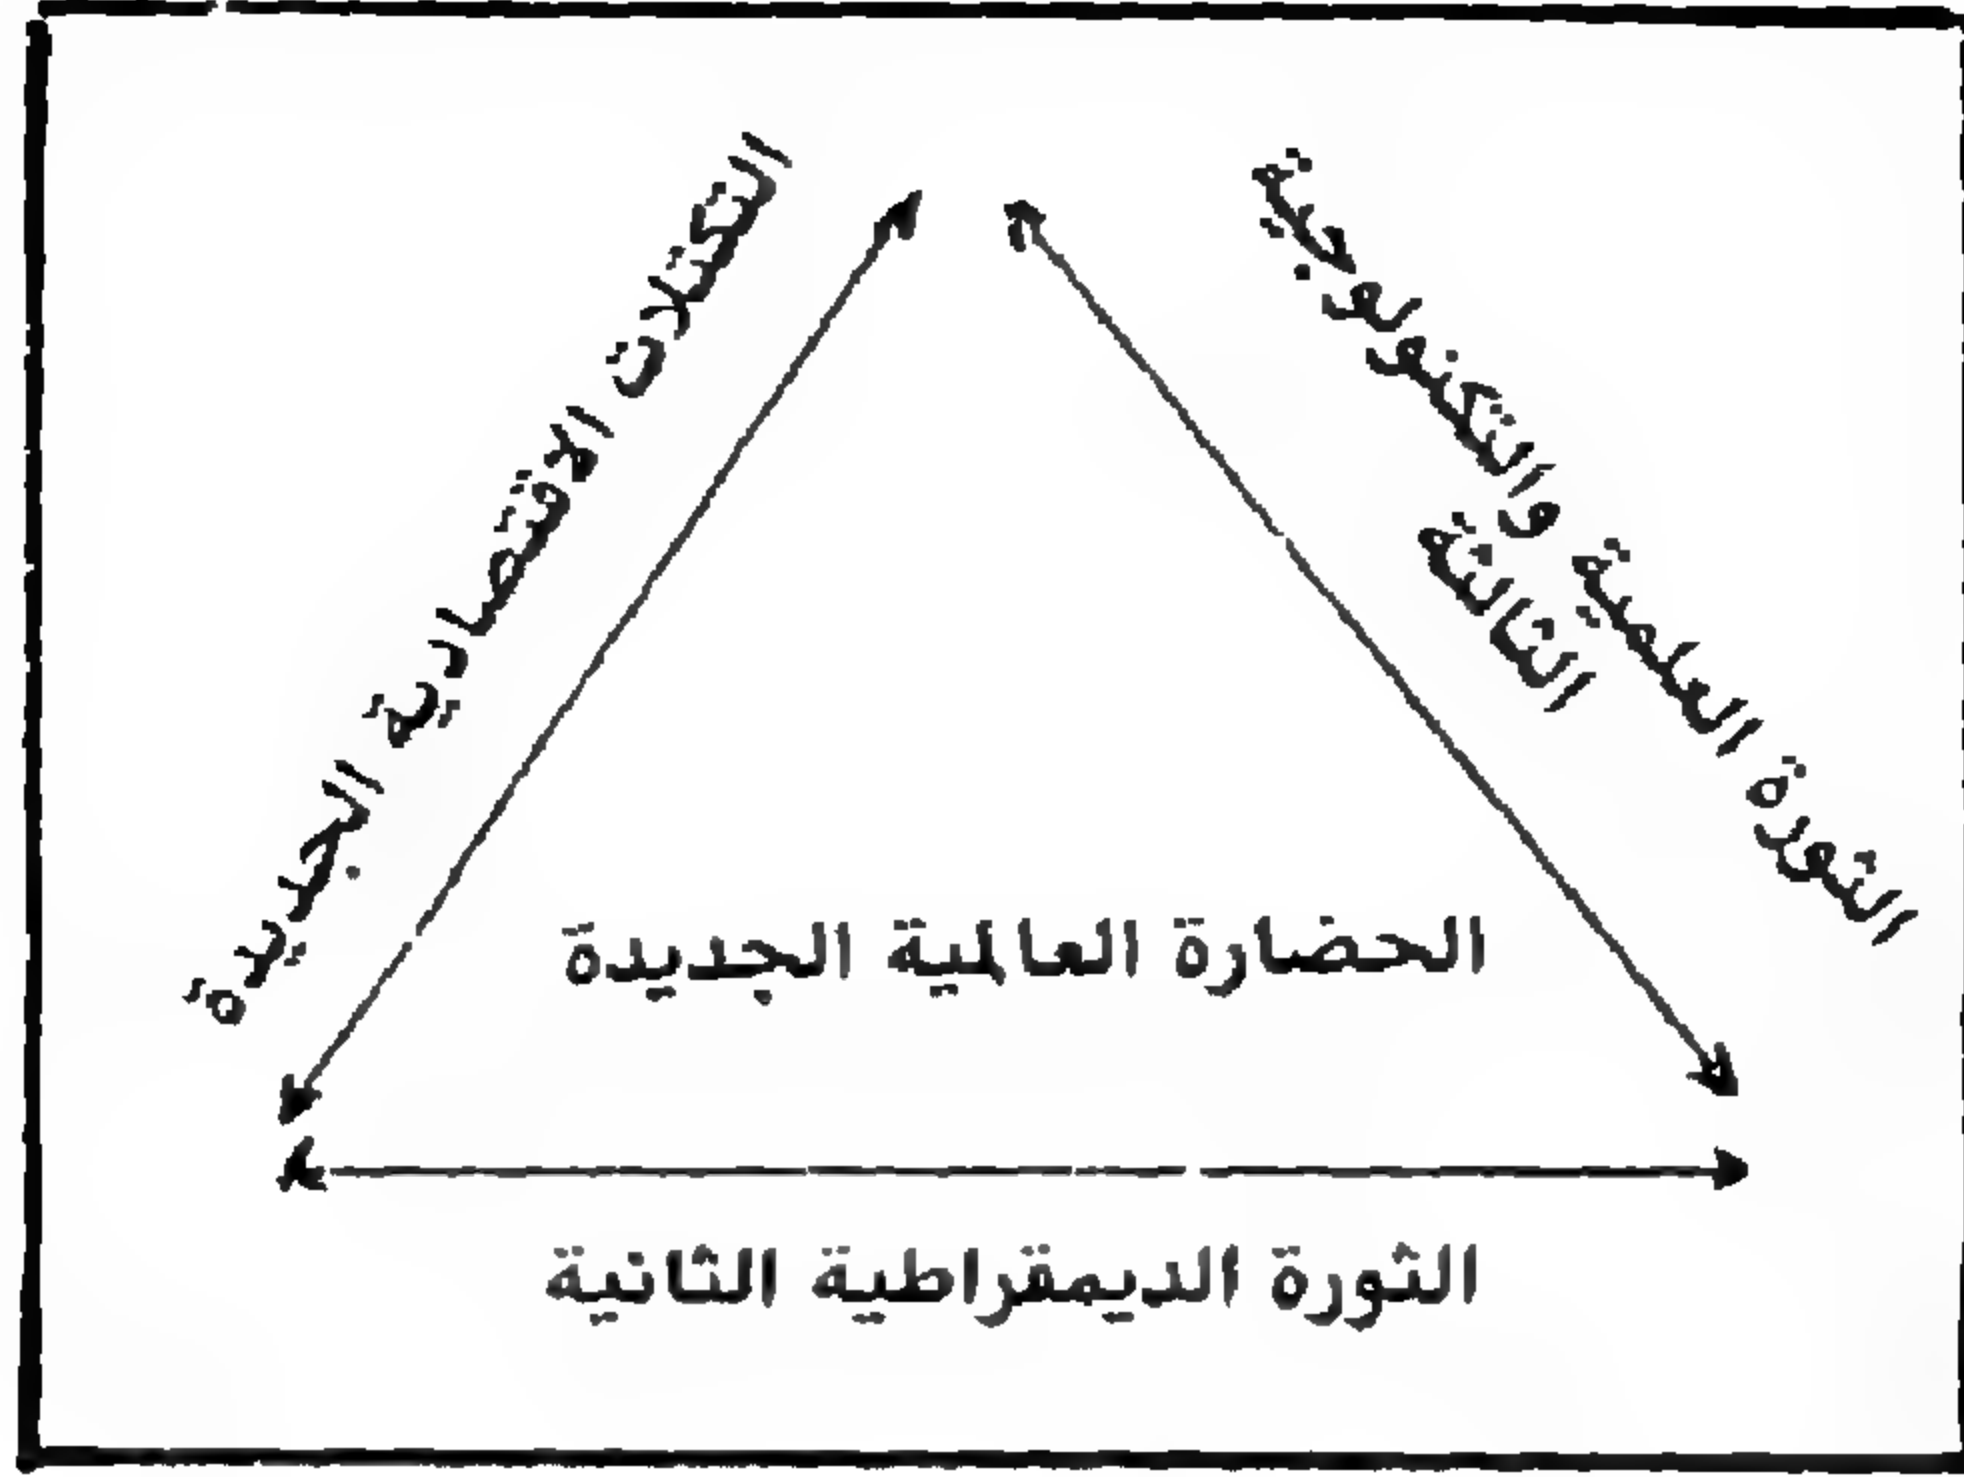 الثورة العلمية والتكنولوجية
الثالثة
التكتلات الاقتصادية الجديدة
الحضارة العالمية الجديدة
الثورة الديمقراطية الثانية